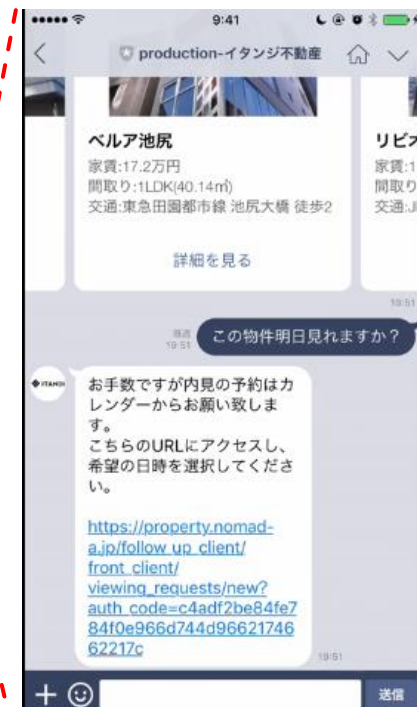 9:41
production-イタンジ不動産
ベルア池尻
家賃:17.2万円
間取り:1LDK(40.14㎡)
交通:東急田園都市線 池尻大橋 徒歩2
詳細を見る
リビオ
家賃:1
間取り
交通:J
19:51
既読
19:51
この物件明日見れますか？
ITANDI
お手数ですが内見の予約はカ
レンダーからお願い致しま
す。
こちらのURLにアクセスし、
希望の日時を選択してくださ
い。
https://property.nomad-
a.jp/follow_up_client/
front_client/
viewing_requests/new?
auth_code=c4adf2be84fe7
84f0e966d744d96621746
62217c
19:51
送信